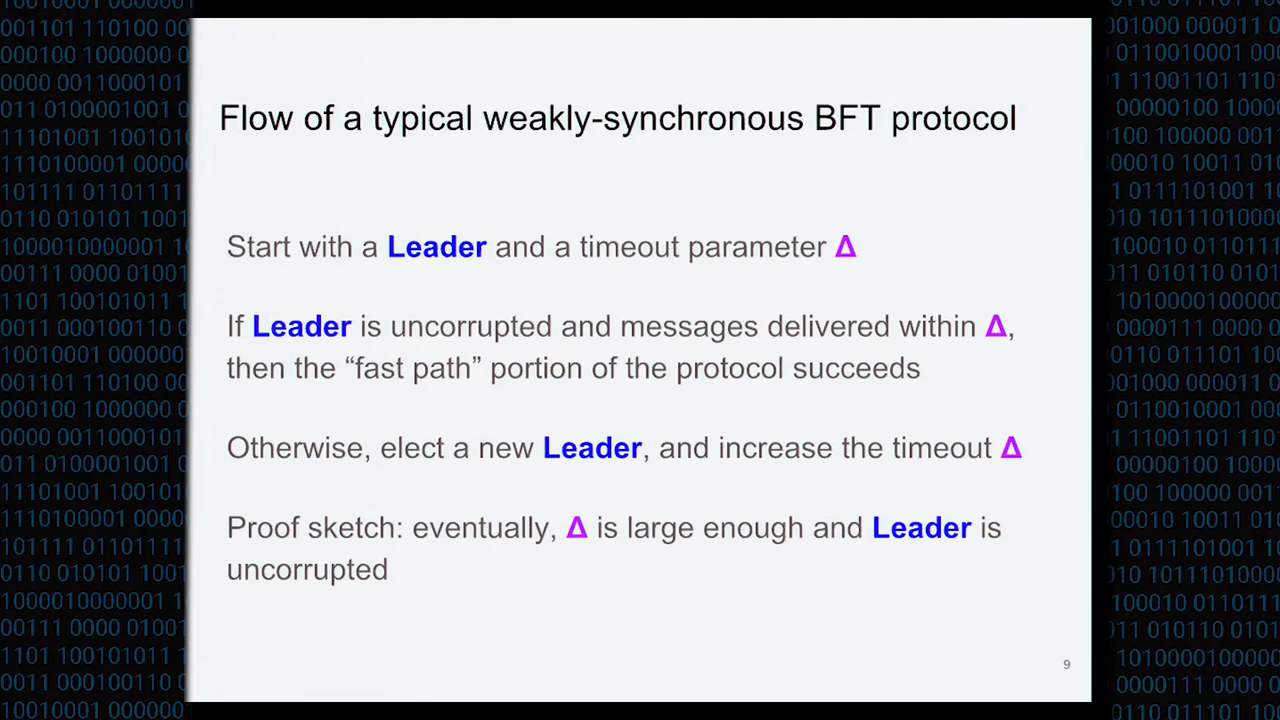 Flow of a typical weakly-synchronous BFT protocol
Start with a Leader and a timeout parameter Δ
If Leader is uncorrupted and messages delivered within Δ,
then the “fast path” portion of the protocol succeeds
Otherwise, elect a new Leader, and increase the timeout Δ
Proof sketch: eventually, Δ is large enough and Leader is
uncorrupted
9